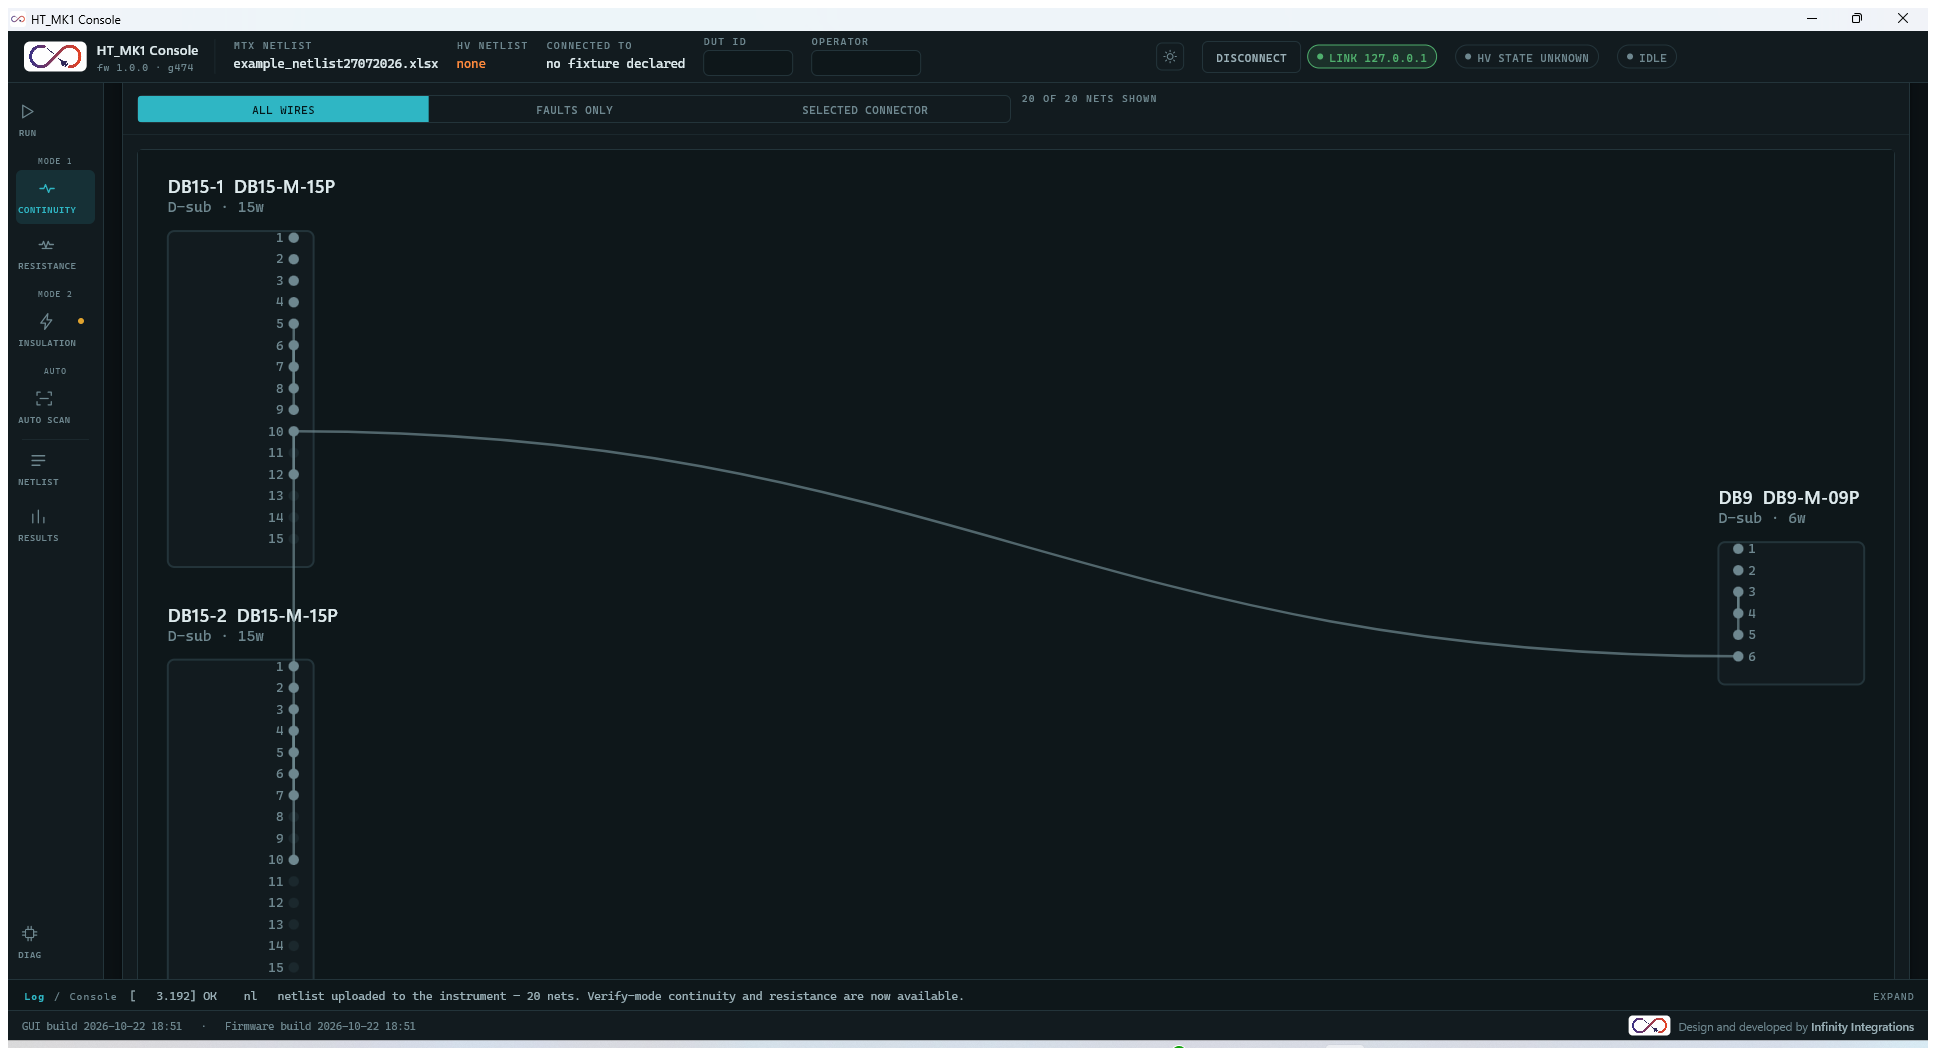 HT_MK1 Console
HT_MK1 Console
fw 1.0.0 · g474
MTX NETLIST
example_netlist27072026.xlsx
HV NETLIST
none
CONNECTED TO
no fixture declared
DUT ID
OPERATOR
DISCONNECT
LINK 127.0.0.1
HV STATE UNKNOWN
IDLE
RUN
MODE 1
CONTINUITY
RESISTANCE
MODE 2
INSULATION
AUTO
AUTO SCAN
NETLIST
RESULTS
DIAG
ALL WIRES
FAULTS ONLY
SELECTED CONNECTOR
20 OF 20 NETS SHOWN
DB15-1 DB15-M-15P
D-sub · 15w
1
2
3
4
5
6
7
8
9
10
11
12
13
14
15
DB15-2 DB15-M-15P
D-sub · 15w
1
2
3
4
5
6
7
8
9
10
11
12
13
14
15
DB9 DB9-M-09P
D-sub · 6w
1
2
3
4
5
6
Log / Console [ 3.192] OK nl netlist uploaded to the instrument — 20 nets. Verify-mode continuity and resistance are now available.
EXPAND
GUI build 2026-10-22 18:51 · Firmware build 2026-10-22 18:51
Design and developed by Infinity Integrations